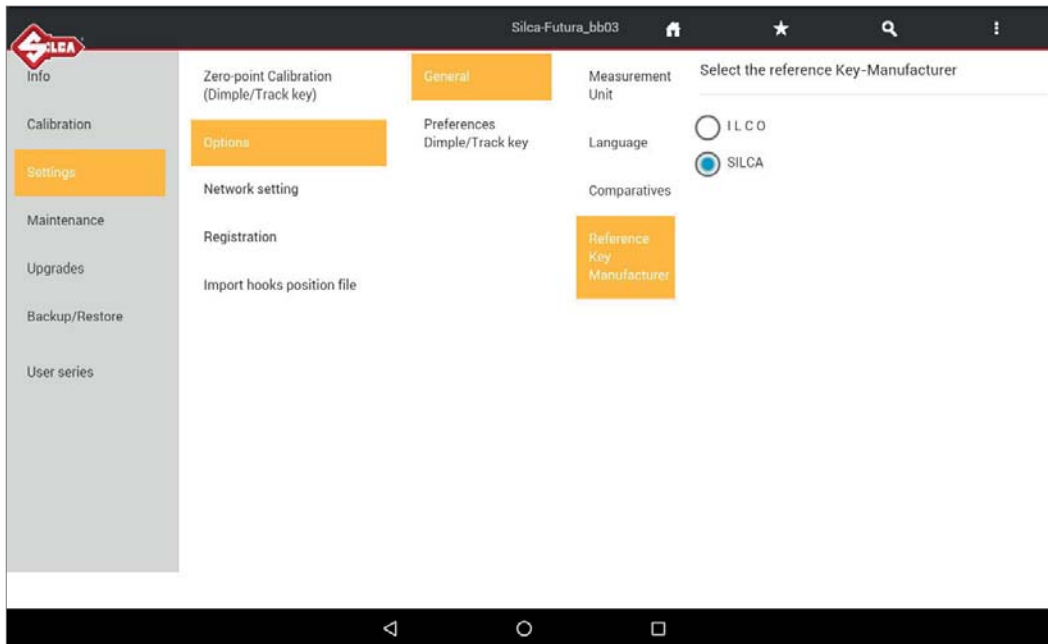 Silca-Futura_bb03
SILCA
Info
Calibration
Settings
Maintenance
Upgrades
Backup/Restore
User series
Zero-point Calibration
(Dimple/Track key)
Options
Network setting
Registration
Import hooks position file
General
Preferences
Dimple/Track key
Measurement
Unit
Language
Comparatives
Reference
Key
Manufacturer
Select the reference Key-Manufacturer
I L C O
SILCA